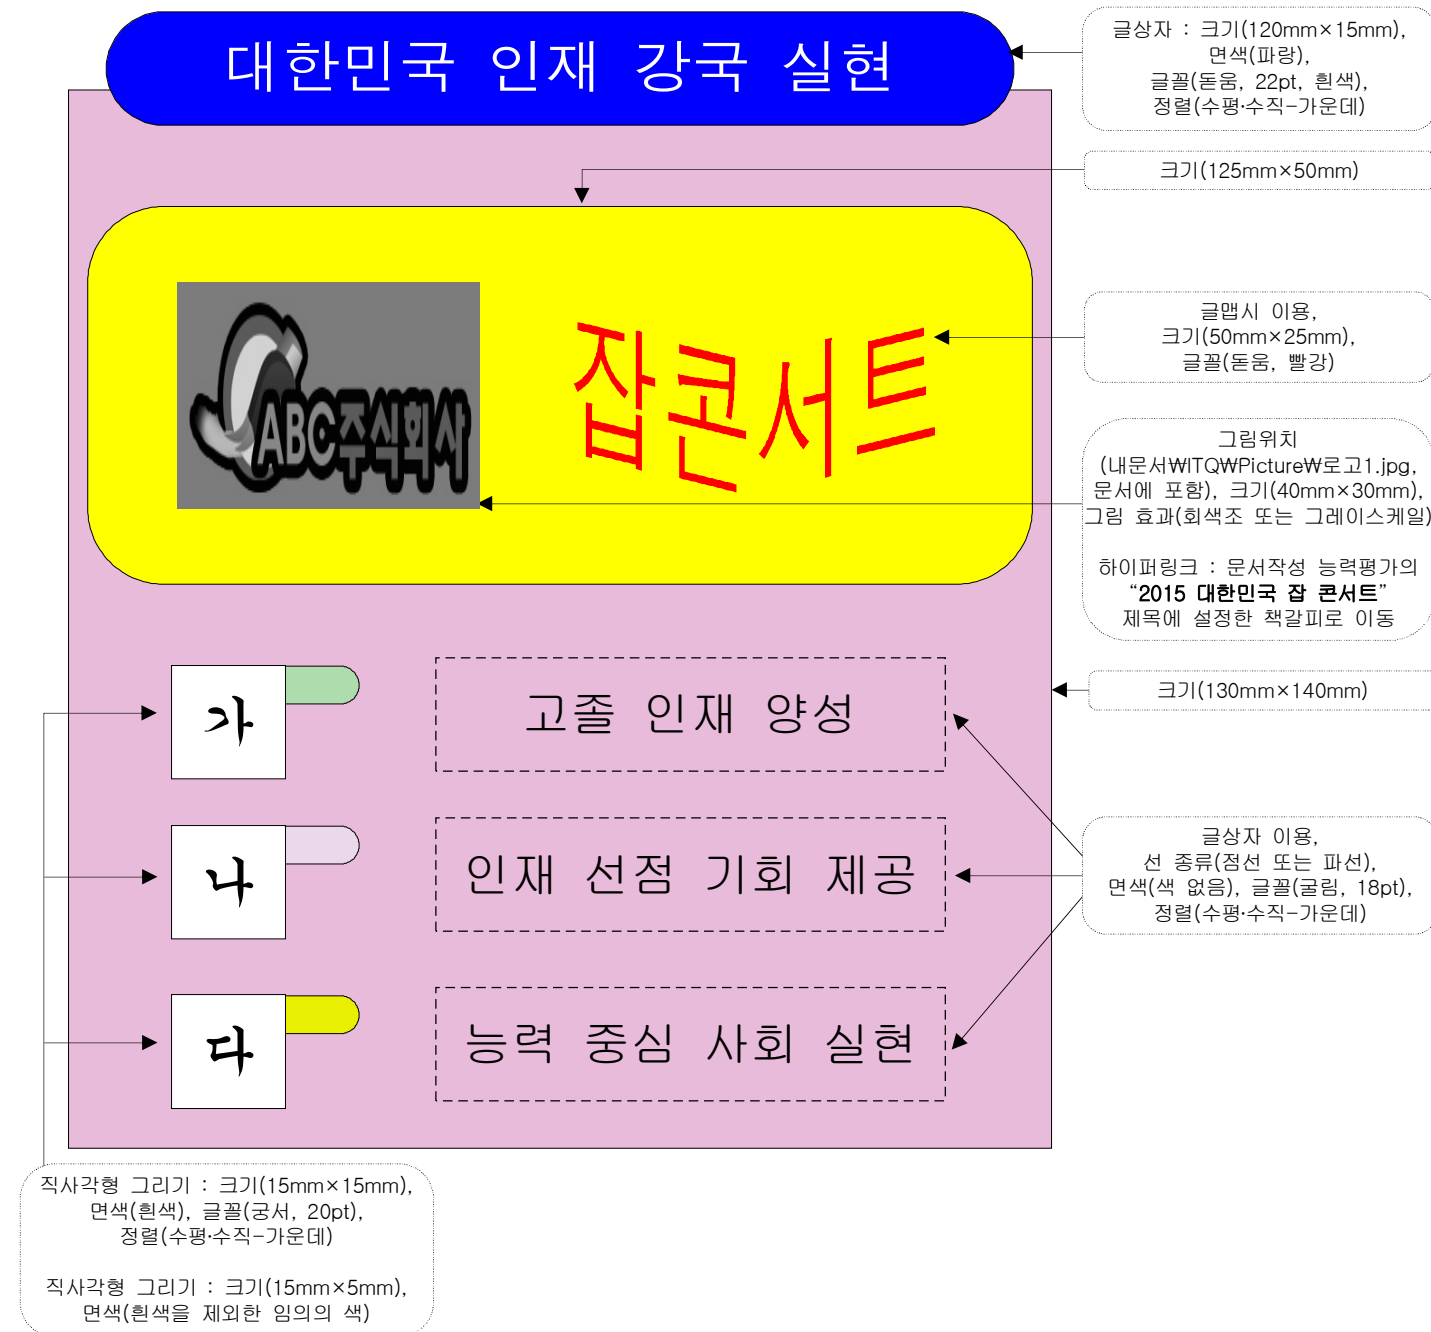 대한민국 인재 강국 실현
글상자 : 크기(120mm×15mm),
면색(파랑),
글꼴(돋움, 22pt, 흰색),
정렬(수평·수직-가운데)
크기(125mm×50mm)
ABC주식회사
잡콘서트
글맵시 이용,
크기(50mm×25mm),
글꼴(돋움, 빨강)
그림위치
(내문서₩ITQ₩Picture₩로고1.jpg,
문서에 포함), 크기(40mm×30mm),
그림 효과(회색조 또는 그레이스케일)
하이퍼링크 : 문서작성 능력평가의
“2015 대한민국 잡 콘서트”
제목에 설정한 책갈피로 이동
크기(130mm×140mm)
가
고졸 인재 양성
나
인재 선점 기회 제공
글상자 이용,
선 종류(점선 또는 파선),
면색(색 없음), 글꼴(굴림, 18pt),
정렬(수평·수직-가운데)
다
능력 중심 사회 실현
직사각형 그리기 : 크기(15mm×15mm),
면색(흰색), 글꼴(궁서, 20pt),
정렬(수평·수직-가운데)
직사각형 그리기 : 크기(15mm×5mm),
면색(흰색을 제외한 임의의 색)